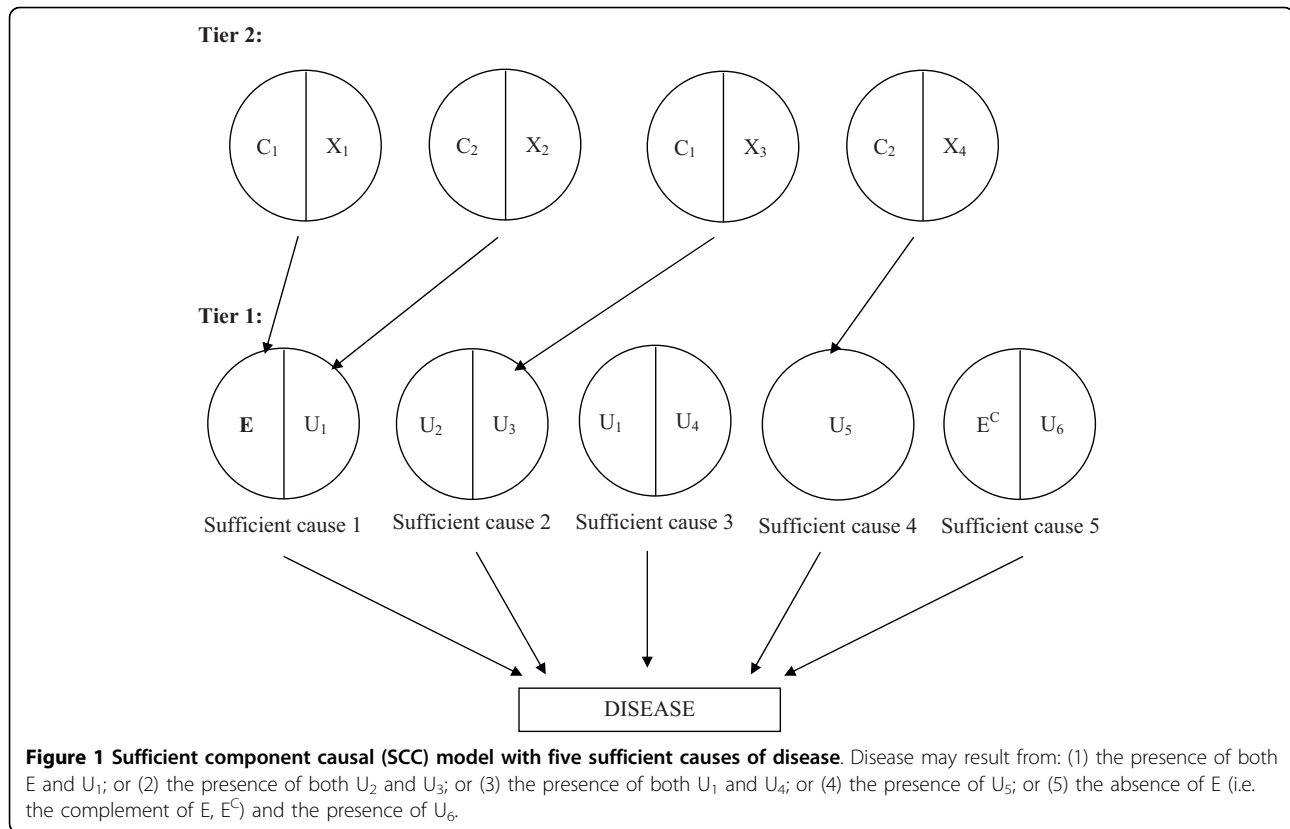 Tier 2:
C₁ X₁ C₂ X₂ C₁ X₃ C₂ X₄
Tier 1:
E U₁ U₂ U₃ U₁ U₄ U₅ Eᶜ U₆
Sufficient cause 1 Sufficient cause 2 Sufficient cause 3 Sufficient cause 4 Sufficient cause 5
DISEASE
Figure 1 Sufficient component causal (SCC) model with five sufficient causes of disease. Disease may result from: (1) the presence of both
E and U₁; or (2) the presence of both U₂ and U₃; or (3) the presence of both U₁ and U₄; or (4) the presence of U₅; or (5) the absence of E (i.e.
the complement of E, Eᶜ) and the presence of U₆.